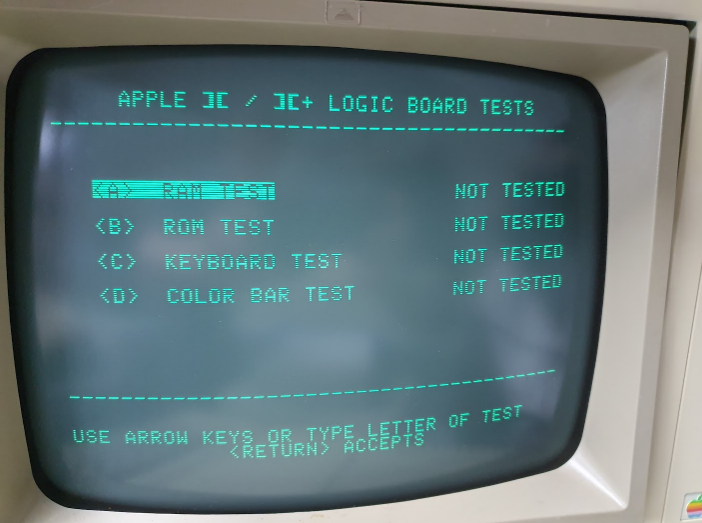 APPLE ][ / ][+ LOGIC BOARD TESTS
<A> RAM TEST NOT TESTED
<B> ROM TEST NOT TESTED
<C> KEYBOARD TEST NOT TESTED
<D> COLOR BAR TEST NOT TESTED
USE ARROW KEYS OR TYPE LETTER OF TEST
<RETURN> ACCEPTS